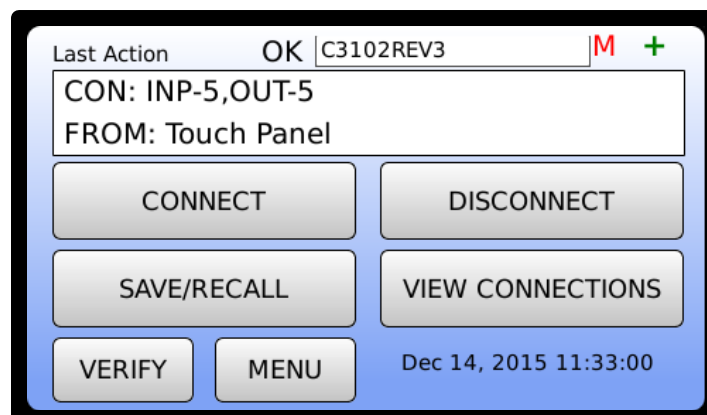 Last Action OK C3102REV3 M +
CON: INP-5,OUT-5
FROM: Touch Panel
CONNECT DISCONNECT
SAVE/RECALL VIEW CONNECTIONS
VERIFY MENU Dec 14, 2015 11:33:00